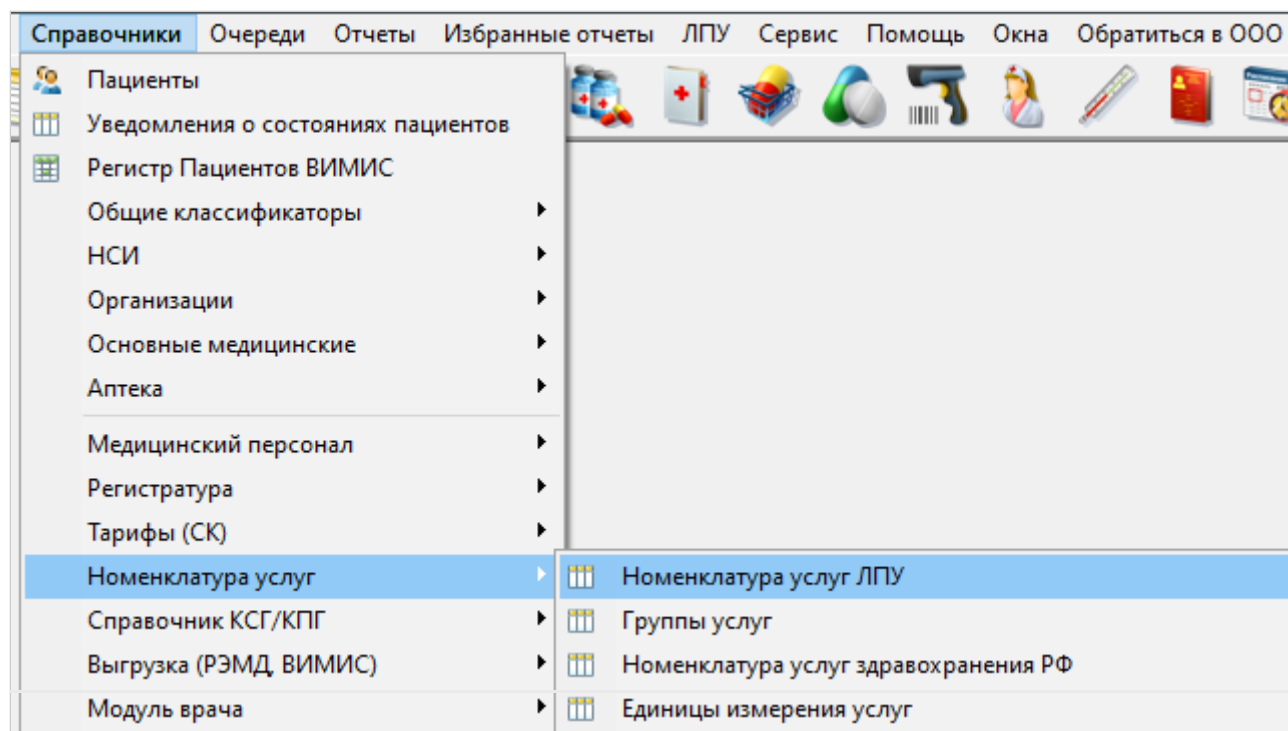 Справочники Очереди Отчеты Избранные отчеты ЛПУ Сервис Помощь Окна Обратиться в ООО
Пациенты
Уведомления о состояниях пациентов
Регистр Пациентов ВИМИС
Общие классификаторы
НСИ
Организации
Основные медицинские
Аптека
Медицинский персонал
Регистратура
Тарифы (СК)
Номенклатура услуг
Номенклатура услуг ЛПУ
Справочник КСГ/КПГ
Группы услуг
Выгрузка (РЭМД, ВИМИС)
Номенклатура услуг здравохранения РФ
Модуль врача
Единицы измерения услуг